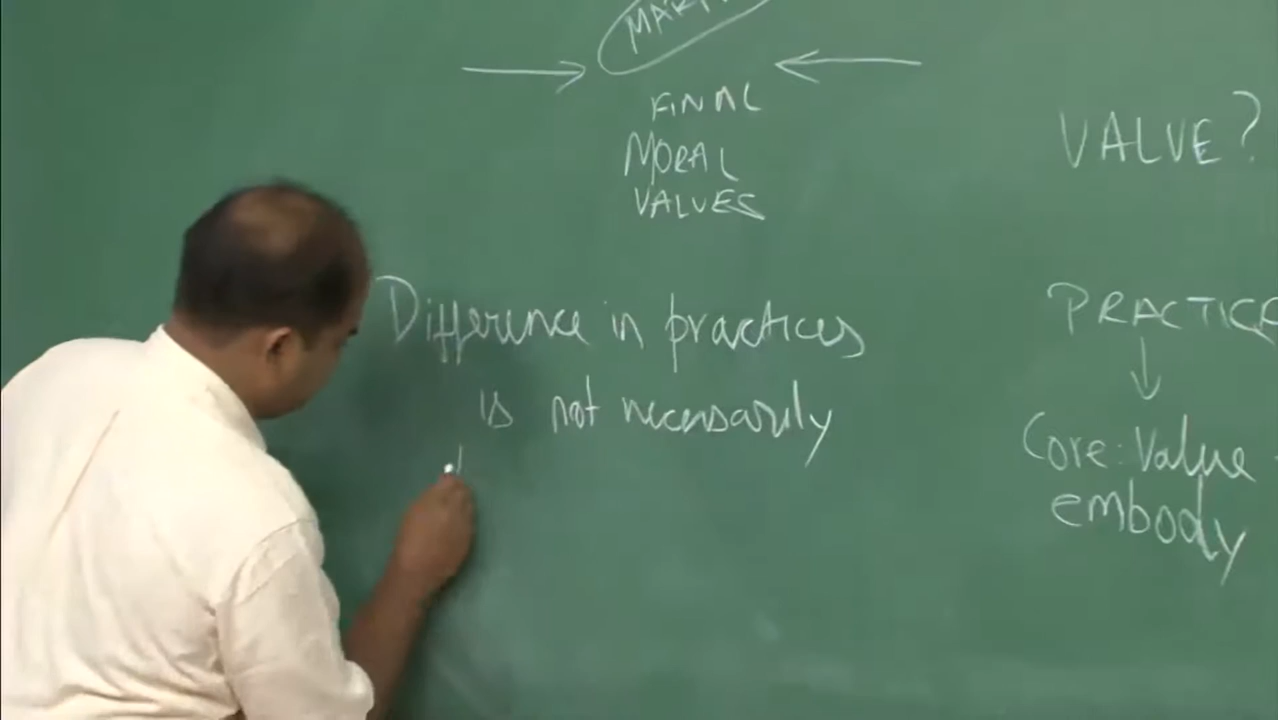 FINAL
MORAL
VALUES
Difference in practices
is not necessarily
VALUE?
PRACTICE
Core: Value
embody